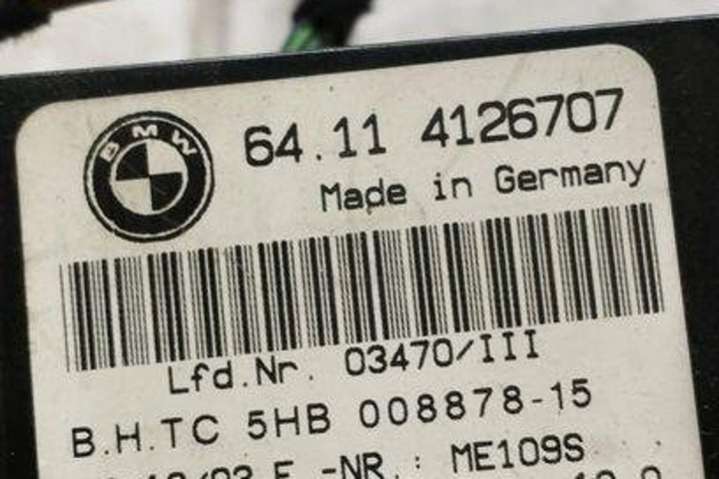 BMW
64.11 4126707
Made in Germany
Lfd.Nr. 03470/III
B.H.TC 5HB 008878-15
E -NR.: ME109S